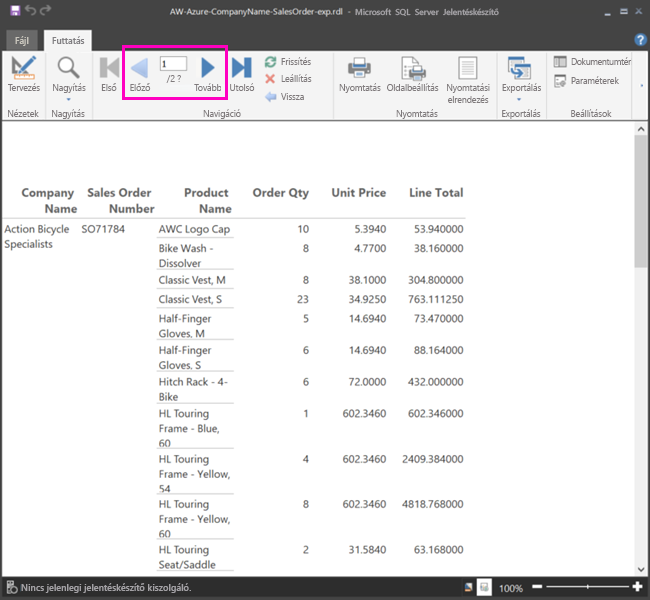 AW-Azure-CompanyName-SalesOrder-exp.rdl - Microsoft SQL Server Jelentéskészítő
Fájl Futtatás
Tervezés
Nézetek
Nagyítás
Nagyítás
Első
Előző
1
/2 ?
Tovább
Utolsó
Frissítés
Leállítás
Vissza
Navigáció
Nyomtatás
Oldalbeállítás
Nyomtatási
elrendezés
Nyomtatás
Exportálás
Exportálás
Dokumentumtér
Paraméterek
Beállítások
Company Name Sales Order Number Product Name Order Qty Unit Price Line Total
Action Bicycle Specialists SO71784 AWC Logo Cap 10 5.3940 53.940000
Bike Wash - Dissolver 8 4.7700 38.160000
Classic Vest, M 8 38.1000 304.800000
Classic Vest, S 23 34.9250 763.111250
Half-Finger Gloves, M 5 14.6940 73.470000
Half-Finger Gloves, S 6 14.6940 88.164000
Hitch Rack - 4-Bike 6 72.0000 432.000000
HL Touring Frame - Blue, 60 1 602.3460 602.346000
HL Touring Frame - Yellow, 54 4 602.3460 2409.384000
HL Touring Frame - Yellow, 60 8 602.3460 4818.768000
HL Touring Seat/Saddle 2 31.5840 63.168000
Nincs jelenlegi jelentéskészítő kiszolgáló.
100%